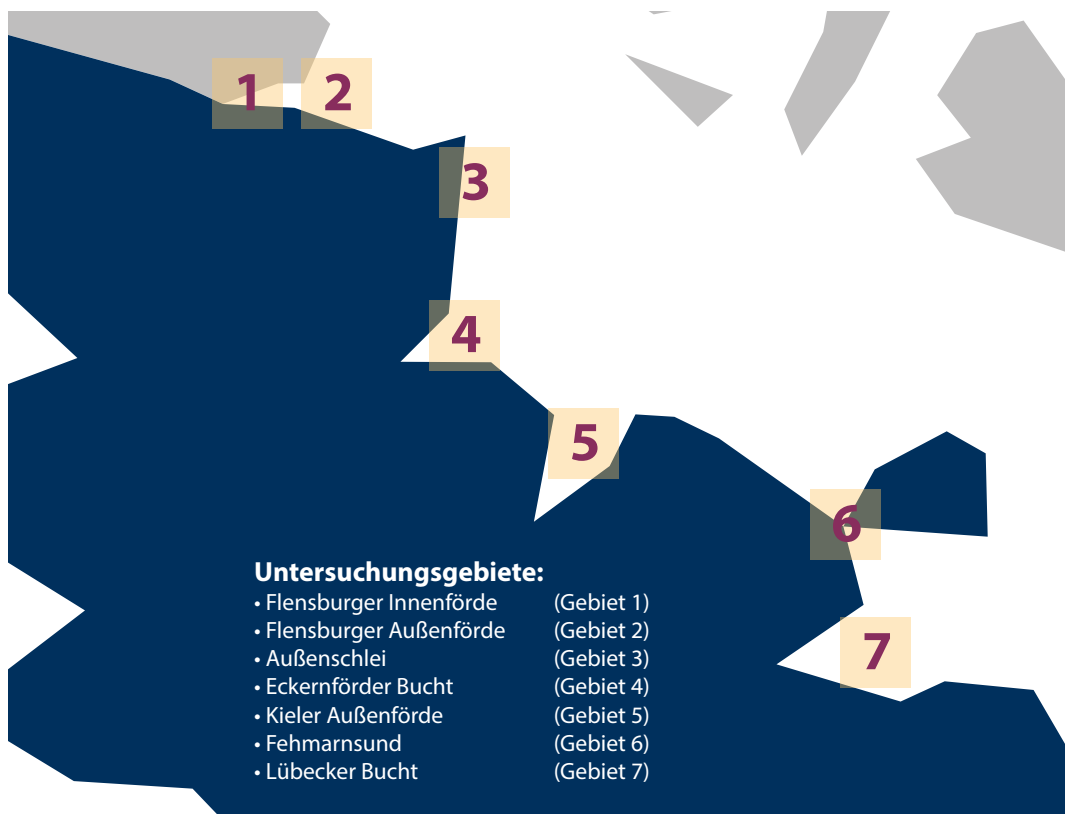 1
2
3
4
5
6
7
Untersuchungsgebiete:
• Flensburger Innenförde (Gebiet 1)
• Flensburger Außenförde (Gebiet 2)
• Außenschlei (Gebiet 3)
• Eckernförder Bucht (Gebiet 4)
• Kieler Außenförde (Gebiet 5)
• Fehmarnsund (Gebiet 6)
• Lübecker Bucht (Gebiet 7)